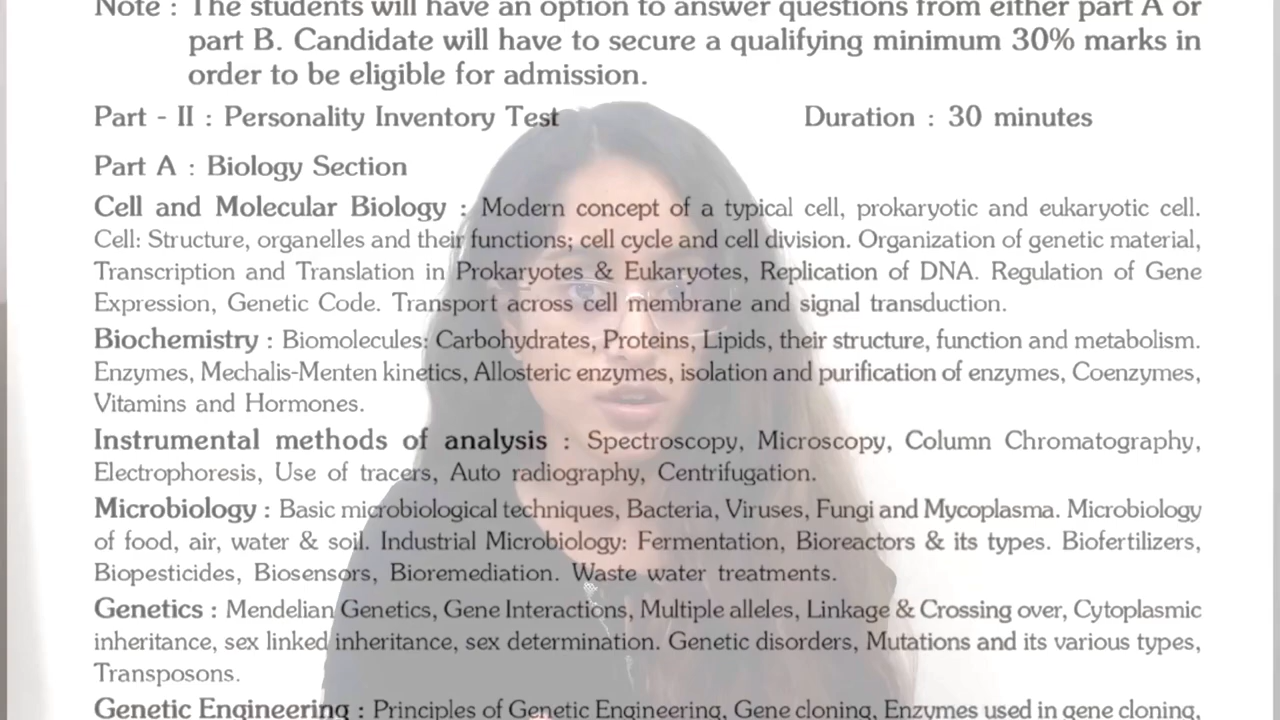 Note : The students will have an option to answer questions from either part A or
part B. Candidate will have to secure a qualifying minimum 30% marks in
order to be eligible for admission.
Part - II : Personality Inventory Test Duration : 30 minutes
Part A : Biology Section
Cell and Molecular Biology : Modern concept of a typical cell, prokaryotic and eukaryotic cell.
Cell: Structure, organelles and their functions; cell cycle and cell division. Organization of genetic material,
Transcription and Translation in Prokaryotes & Eukaryotes, Replication of DNA. Regulation of Gene
Expression, Genetic Code. Transport across cell membrane and signal transduction.
Biochemistry : Biomolecules: Carbohydrates, Proteins, Lipids, their structure, function and metabolism.
Enzymes, Mechalis-Menten kinetics, Allosteric enzymes, isolation and purification of enzymes, Coenzymes,
Vitamins and Hormones.
Instrumental methods of analysis : Spectroscopy, Microscopy, Column Chromatography,
Electrophoresis, Use of tracers, Auto radiography, Centrifugation.
Microbiology : Basic microbiological techniques, Bacteria, Viruses, Fungi and Mycoplasma. Microbiology
of food, air, water & soil. Industrial Microbiology: Fermentation, Bioreactors & its types. Biofertilizers,
Biopesticides, Biosensors, Bioremediation. Waste water treatments.
Genetics : Mendelian Genetics, Gene Interactions, Multiple alleles, Linkage & Crossing over, Cytoplasmic
inheritance, sex linked inheritance, sex determination. Genetic disorders, Mutations and its various types,
Transposons.
Genetic Engineering : Principles of Genetic Engineering, Gene cloning, Enzymes used in gene cloning,